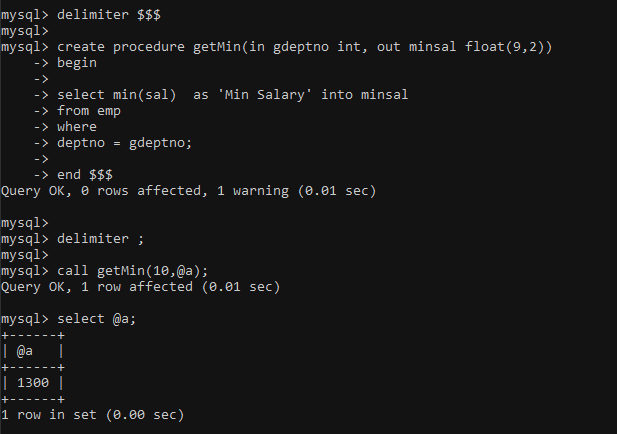 mysql> delimiter $$$
mysql>
mysql> create procedure getMin(in gdeptno int, out minsal float(9,2))
    -> begin
    ->
    -> select min(sal)  as 'Min Salary' into minsal
    -> from emp
    -> where
    -> deptno = gdeptno;
    ->
    -> end $$$
Query OK, 0 rows affected, 1 warning (0.01 sec)

mysql>
mysql> delimiter ;
mysql>
mysql> call getMin(10,@a);
Query OK, 1 row affected (0.01 sec)

mysql> select @a;
+------+
| @a   |
+------+
| 1300 |
+------+
1 row in set (0.00 sec)